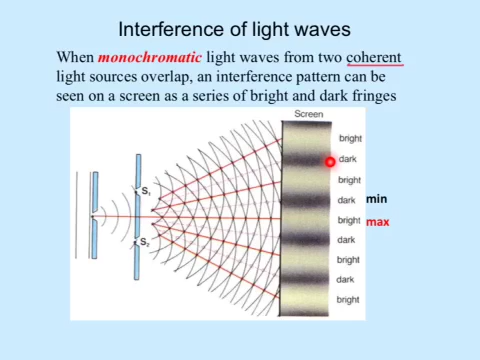 Interference of light waves
When monochromatic light waves from two coherent
light sources overlap, an interference pattern can be
seen on a screen as a series of bright and dark fringes
Screen
bright
dark
bright
dark min
bright max
dark
bright
dark
bright
S₁
S₂